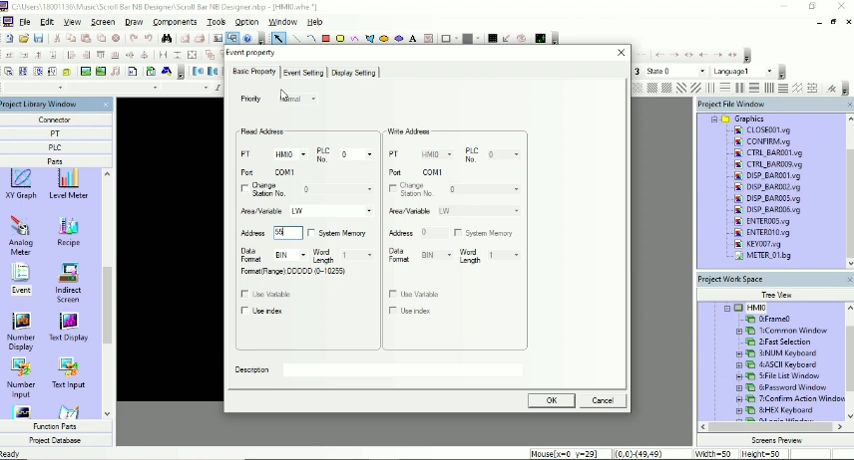 C:\Users\18001136\Music\Scroll Bar NB Designer\Scroll Bar NB Designer.nbp - [HMI0.whe *]
File Edit View Screen Draw Components Tools Option Window Help
3 State 0 Language1
Project Library Window
Connector
PT
PLC
Parts
XY Graph Level Meter
Analog Meter Recipe
Event Indirect Screen
Number Display Text Display
Number Input Text Input
Function Parts
Project Database
Event property
Basic Property Event Setting Display Setting
Priority Normal
Read Address Write Address
PT HMI0 PLC No. 0 PT HMI0 PLC No. 0
Port COM1 Port COM1
Change Station No. 0 Change Station No. 0
Area/Variable LW Area/Variable LW
Address 55 System Memory Address 0 System Memory
Data Format BIN Word Length 1 Data Format BIN Word Length 1
Format(Range):DDDDD (0~10255)
Use Variable Use Variable
Use index Use index
Description
OK Cancel
Project File Window
Graphics
CLOSE001.vg
CONFIRM.vg
CTRL_BAR001.vg
CTRL_BAR009.vg
DISP_BAR001.vg
DISP_BAR002.vg
DISP_BAR005.vg
DISP_BAR006.vg
ENTER005.vg
ENTER010.vg
KEY007.vg
METER_01.bg
Project Work Space
Tree View
HMI0
0:Frame0
1:Common Window
2:Fast Selection
3:NUM Keyboard
4:ASCII Keyboard
5:File List Window
6:Password Window
7:Confirm Action Window
8:HEX Keyboard
Screens Preview
Ready Mouse[x=0 y=29] (0,0)-(49,49) Width=50 Height=50